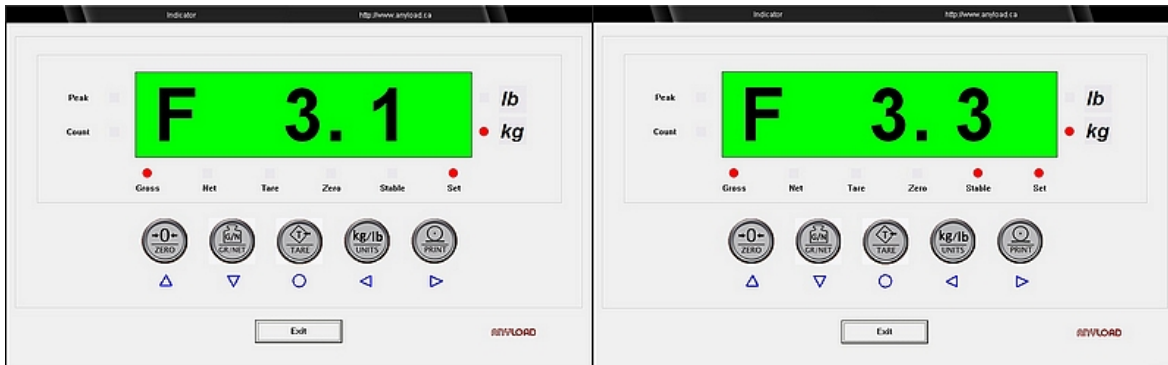 Indicator http://www.anyload.ca
Peak F 3. 1 lb
Count kg
Gross Net Tare Zero Stable Set
→0← G/N T kg/lb
ZERO GR/NET TARE UNITS PRINT
Exit ANYLOAD
Indicator http://www.anyload.ca
Peak F 3. 3 lb
Count kg
Gross Net Tare Zero Stable Set
→0← G/N T kg/lb
ZERO GR/NET TARE UNITS PRINT
Exit ANYLOAD